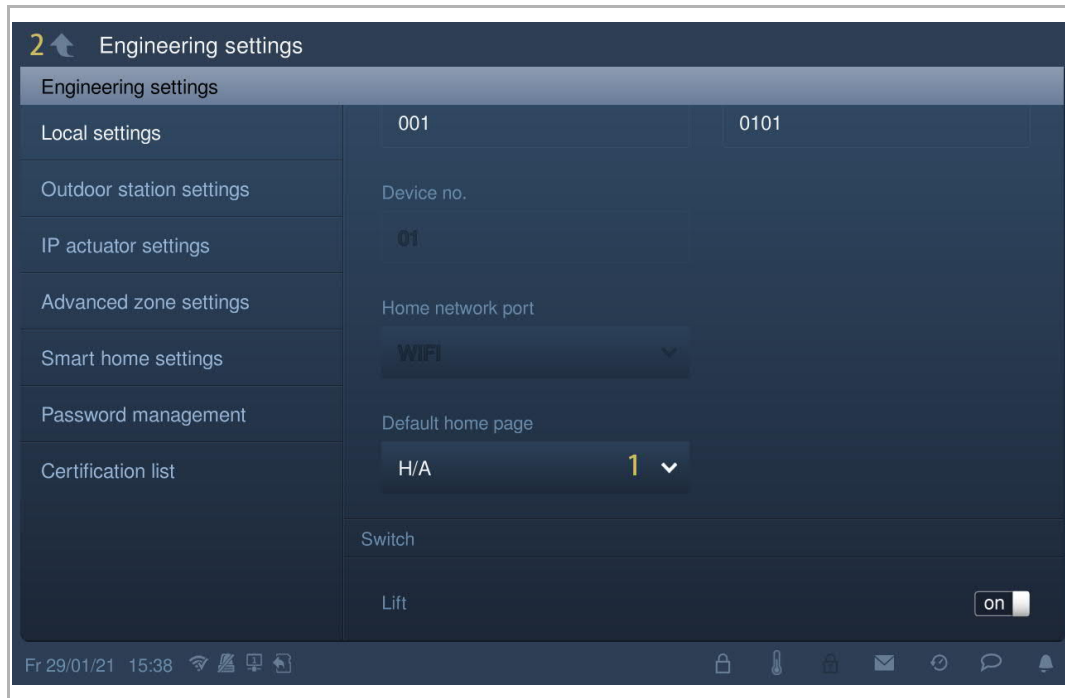 2 Engineering settings
Engineering settings
Local settings
Outdoor station settings
IP actuator settings
Advanced zone settings
Smart home settings
Password management
Certification list
001 0101
Device no.
01
Home network port
WIFI
Default home page
H/A 1
Switch
Lift on
Fr 29/01/21 15:38